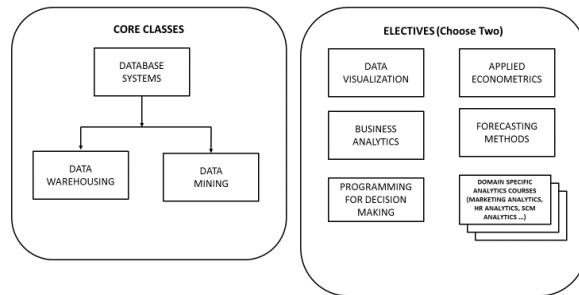 CORE CLASSES
DATABASE
SYSTEMS
DATA
WAREHOUSING
DATA
MINING
ELECTIVES (Choose Two)
DATA
VISUALIZATION
APPLIED
ECONOMETRICS
BUSINESS
ANALYTICS
FORECASTING
METHODS
PROGRAMMING
FOR DECISION
MAKING
DOMAIN SPECIFIC
ANALYTICS COURSES
(MARKETING ANALYTICS,
HR ANALYTICS, SCM
ANALYTICS ...)